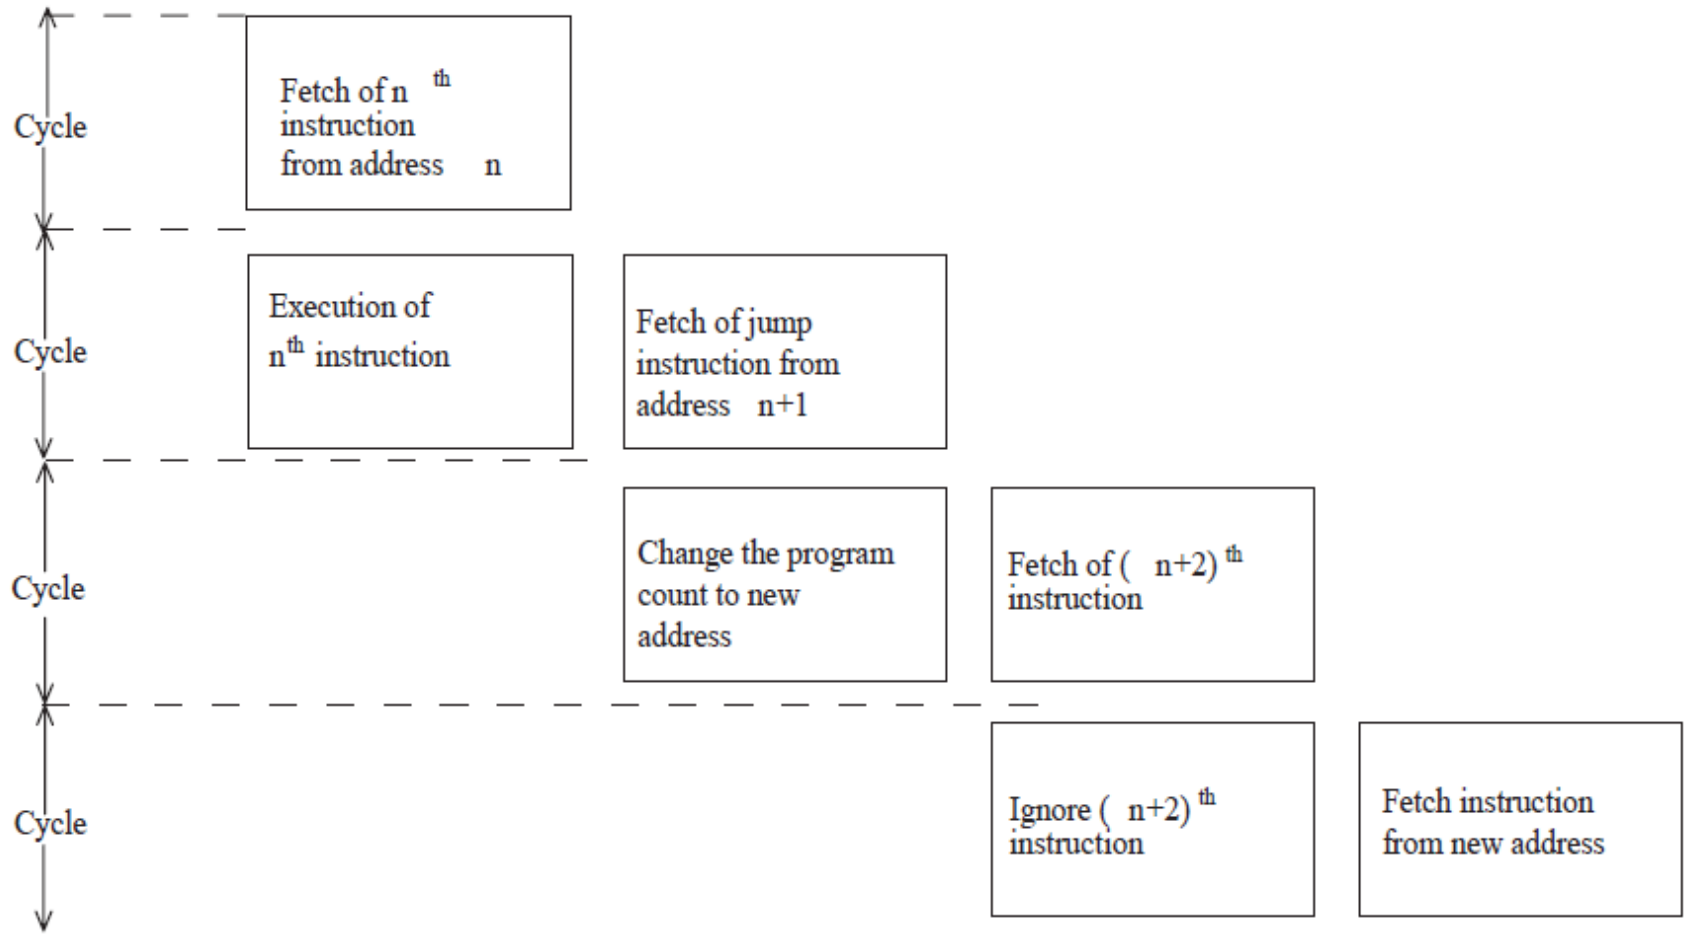 Cycle
Fetch of n th
instruction
from address n
Cycle
Execution of
nth instruction
Fetch of jump
instruction from
address n+1
Cycle
Change the program
count to new
address
Fetch of ( n+2) th
instruction
Cycle
Ignore ( n+2) th
instruction
Fetch instruction
from new address